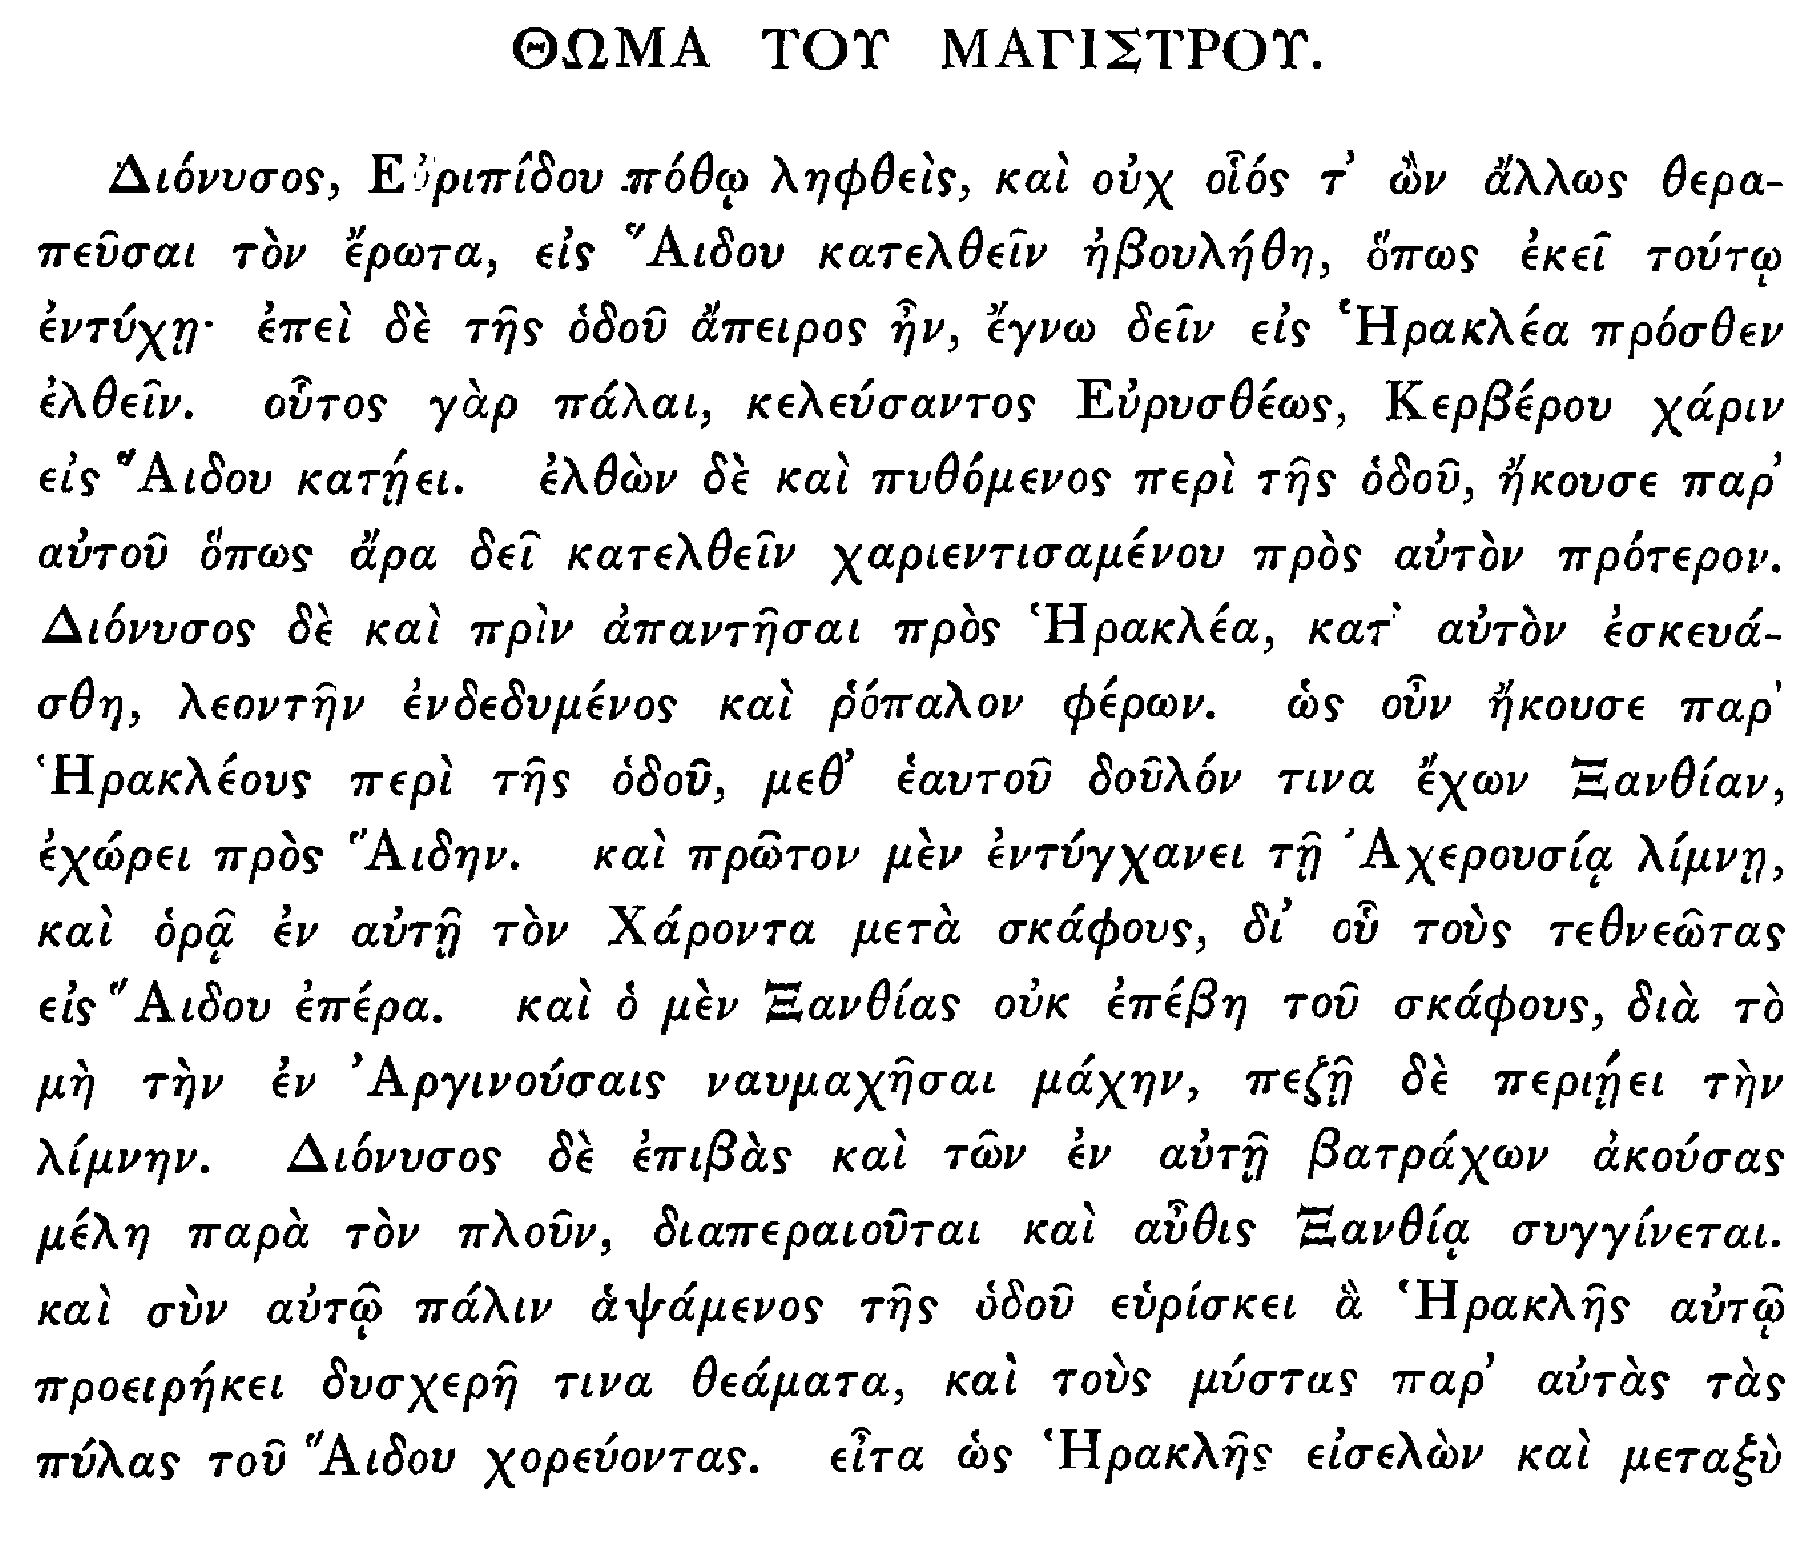 ΘΩΜΑ ΤΟΥ ΜΑΓΙΣΤΡΟΥ.
Διόνυσος, Εὐριπίδου πόθῳ ληφθεὶς, καὶ οὐχ οἷός τ’ ὢν ἄλλως θερα-
πεῦσαι τὸν ἔρωτα, εἰς Ἅιδου κατελθεῖν ἠβουλήθη, ὅπως ἐκεῖ τούτῳ
ἐντύχῃ· ἐπεὶ δὲ τῆς ὁδοῦ ἄπειρος ἦν, ἔγνω δεῖν εἰς Ἡρακλέα πρόσθεν
ἐλθεῖν. οὗτος γὰρ πάλαι, κελεύσαντος Εὐρυσθέως, Κερβέρου χάριν
εἰς Ἅιδου κατῄει. ἐλθὼν δὲ καὶ πυθόμενος περὶ τῆς ὁδοῦ, ἤκουσε παρ’
αὐτοῦ ὅπως ἄρα δεῖ κατελθεῖν χαριεντισαμένου πρὸς αὐτὸν πρότερον.
Διόνυσος δὲ καὶ πρὶν ἀπαντῆσαι πρὸς Ἡρακλέα, κατ’ αὐτὸν ἐσκευά-
σθη, λεοντῆν ἐνδεδυμένος καὶ ῥόπαλον φέρων. ὡς οὖν ἤκουσε παρ’
Ἡρακλέους περὶ τῆς ὁδοῦ, μεθ’ ἑαυτοῦ δοῦλόν τινα ἔχων Ξανθίαν,
ἐχώρει πρὸς Ἅιδην. καὶ πρῶτον μὲν ἐντύγχανει τῇ Ἀχερουσίᾳ λίμνῃ,
καὶ ὁρᾷ ἐν αὐτῇ τὸν Χάροντα μετὰ σκάφους, δι’ οὗ τοὺς τεθνεῶτας
εἰς Ἅιδου ἐπέρα. καὶ ὁ μὲν Ξανθίας οὐκ ἐπέβη τοῦ σκάφους, διὰ τὸ
μὴ τὴν ἐν Ἀργινούσαις ναυμαχῆσαι μάχην, πεζῇ δὲ περιῄει τὴν
λίμνην. Διόνυσος δὲ ἐπιβὰς καὶ τῶν ἐν αὐτῇ βατράχων ἀκούσας
μέλη παρὰ τὸν πλοῦν, διαπεραιοῦται καὶ αὖθις Ξανθίᾳ συγγίνεται.
καὶ σὺν αὐτῷ πάλιν ἁψάμενος τῆς ὁδοῦ εὑρίσκει ἃ Ἡρακλῆς αὐτῷ
προειρήκει δυσχερῆ τινα θεάματα, καὶ τοὺς μύστας παρ’ αὐτὰς τὰς
πύλας τοῦ Ἅιδου χορεύοντας. εἶτα ὡς Ἡρακλῆς εἰσελὼν καὶ μεταξὺ